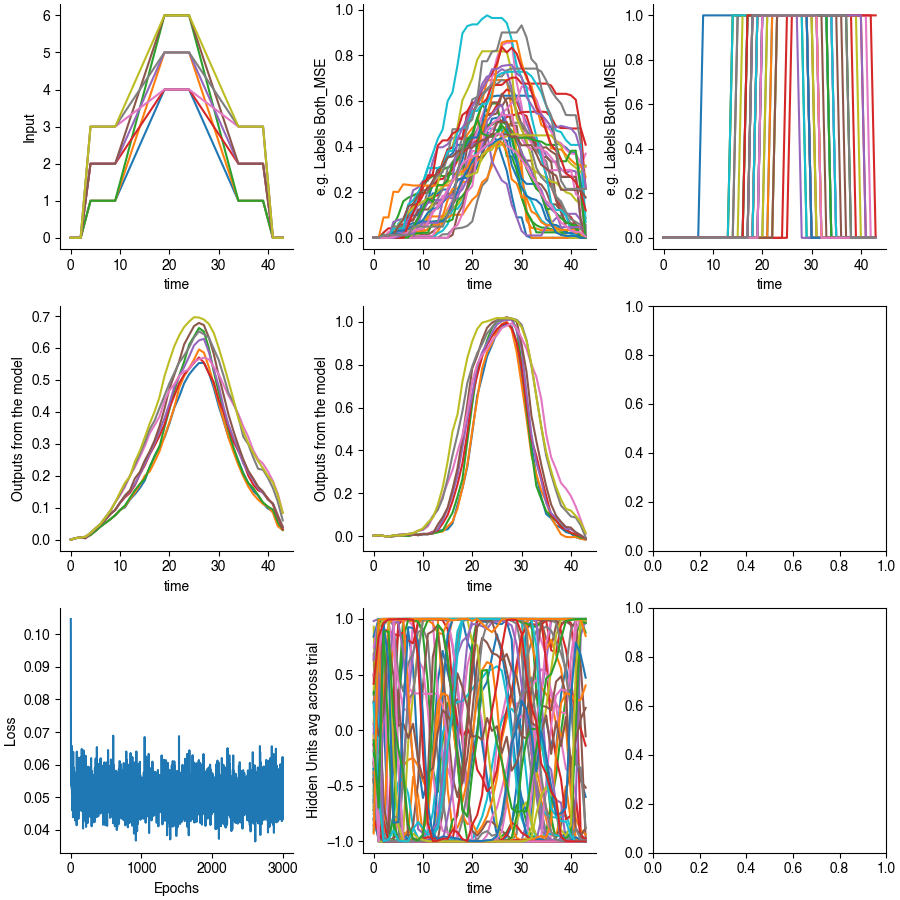 6
5
4
3
2
1
0
Input
0 10 20 30 40
time
1.0
0.8
0.6
0.4
0.2
0.0
e.g. Labels Both_MSE
0 10 20 30 40
time
1.0
0.8
0.6
0.4
0.2
0.0
e.g. Labels Both_MSE
0 10 20 30 40
time
0.7
0.6
0.5
0.4
0.3
0.2
0.1
0.0
Outputs from the model
0 10 20 30 40
time
1.0
0.8
0.6
0.4
0.2
0.0
Outputs from the model
0 10 20 30 40
time
1.0
0.8
0.6
0.4
0.2
0.0
0.0 0.2 0.4 0.6 0.8 1.0
0.10
0.09
0.08
0.07
0.06
0.05
0.04
Loss
0 1000 2000 3000
Epochs
1.0
0.5
0.0
−0.5
−1.0
Hidden Units avg across trial
0 10 20 30 40
time
1.0
0.8
0.6
0.4
0.2
0.0
0.0 0.2 0.4 0.6 0.8 1.0